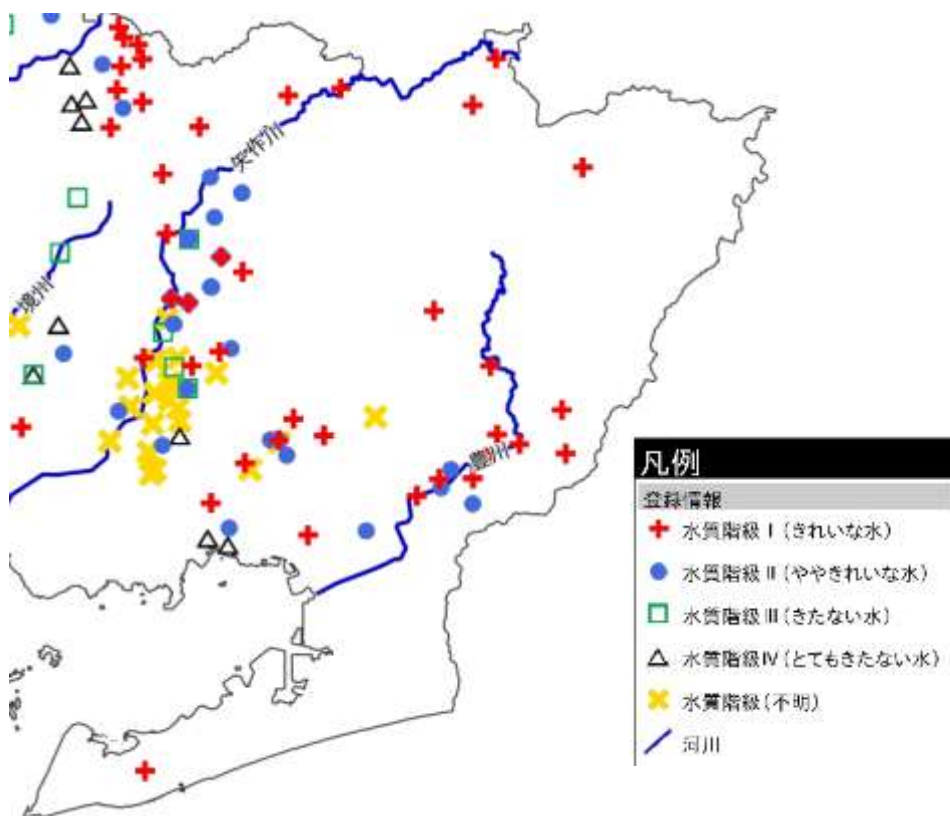 矢作川
境川
豊川
凡例
登録情報
水質階級Ⅰ(きれいな水)
水質階級Ⅱ(ややきれいな水)
水質階級Ⅲ(きたない水)
水質階級Ⅳ(とてもきたない水)
水質階級(不明)
河川